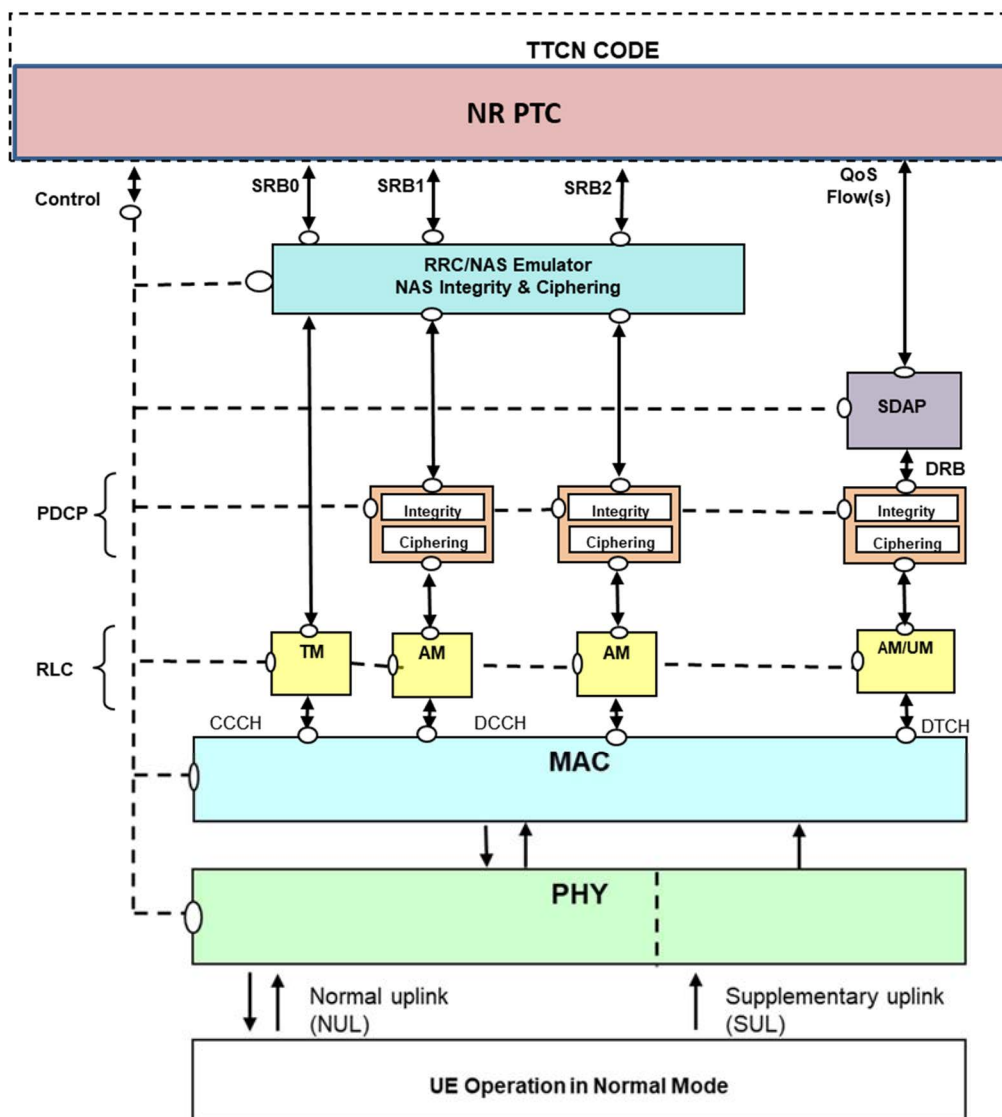 TTCN CODE
NR PTC
Control
SRB0
SRB1
SRB2
QoS
Flow(s)
RRC/NAS Emulator
NAS Integrity & Ciphering
SDAP
DRB
PDCP
Integrity
Ciphering
Integrity
Ciphering
Integrity
Ciphering
RLC
TM
AM
AM
AM/UM
CCCH
DCCH
DTCH
MAC
PHY
Normal uplink
(NUL)
Supplementary uplink
(SUL)
UE Operation in Normal Mode